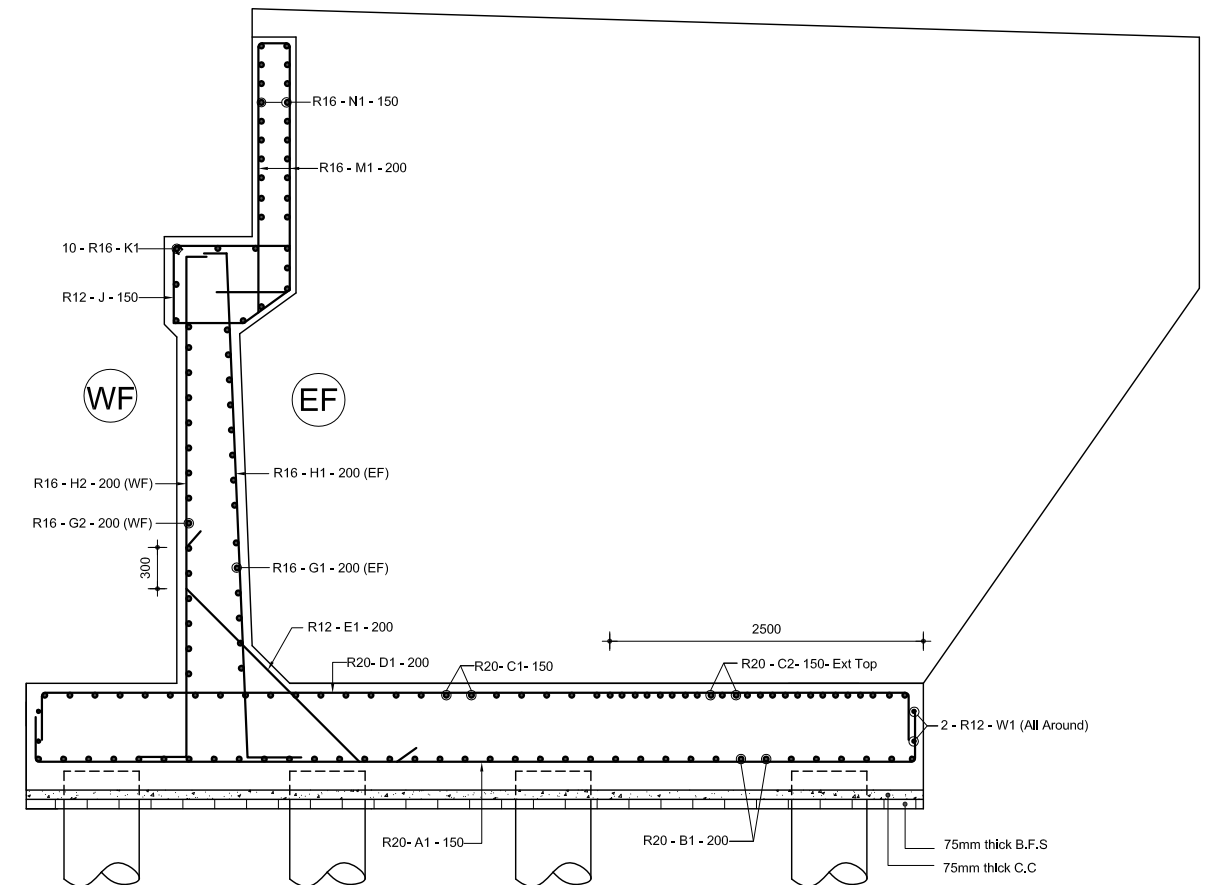 R16 - N1 - 150
R16 - M1 - 200
10 - R16 - K1
R12 - J - 150
WF
EF
R16 - H2 - 200 (WF)
R16 - H1 - 200 (EF)
R16 - G2 - 200 (WF)
300
R16 - G1 - 200 (EF)
R12 - E1 - 200
2500
R20- D1 - 200
R20- C1- 150
R20 - C2- 150- Ext Top
2 - R12 - W1 (All Around)
R20- A1 - 150
R20 - B1 - 200
75mm thick B.F.S
75mm thick C.C